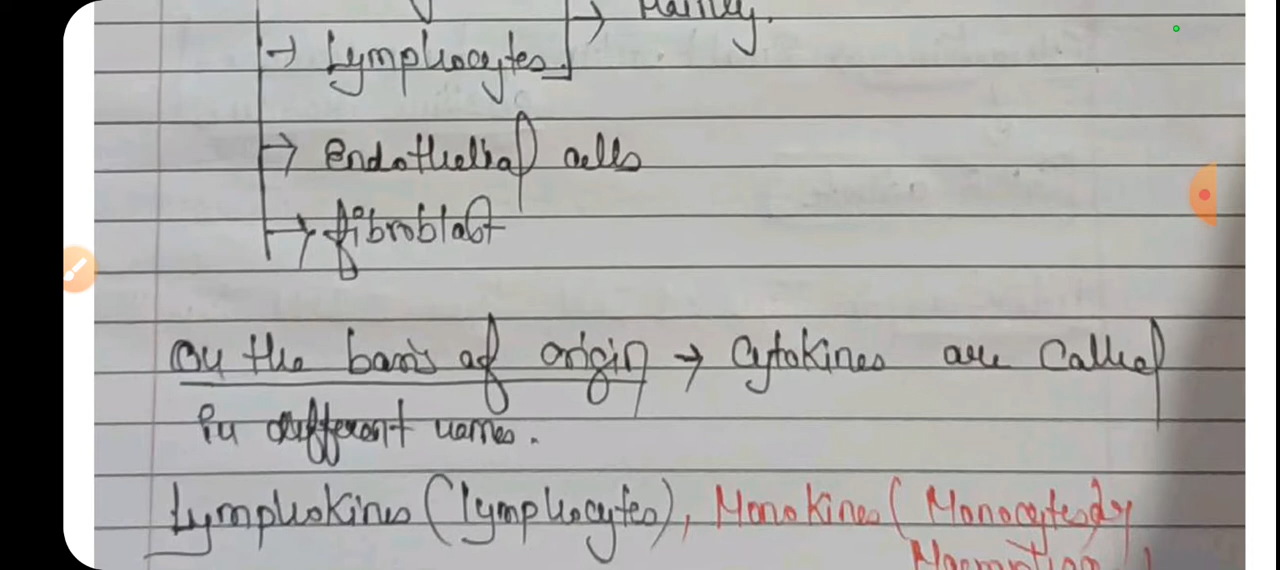 → Mainly.
→ Lymphocytes
→ endothelial cells
→ fibroblast
On the basis of origin → Cytokines are called
in different names.
Lymphokines (lymphocytes), Monokines (Monocytes